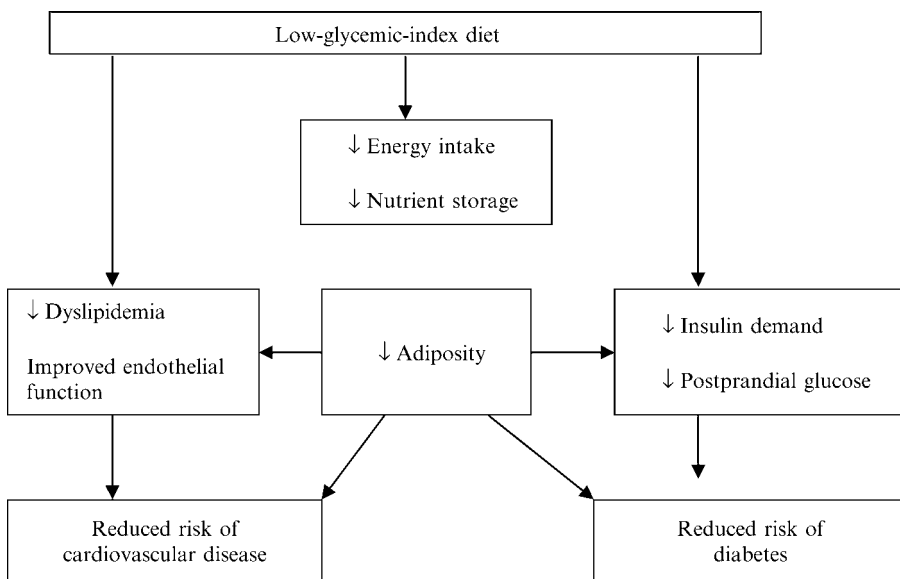 Low-glycemic-index diet
↓ Energy intake
↓ Nutrient storage
↓ Dyslipidemia
Improved endothelial
function
↓ Adiposity
↓ Insulin demand
↓ Postprandial glucose
Reduced risk of
cardiovascular disease
Reduced risk of
diabetes